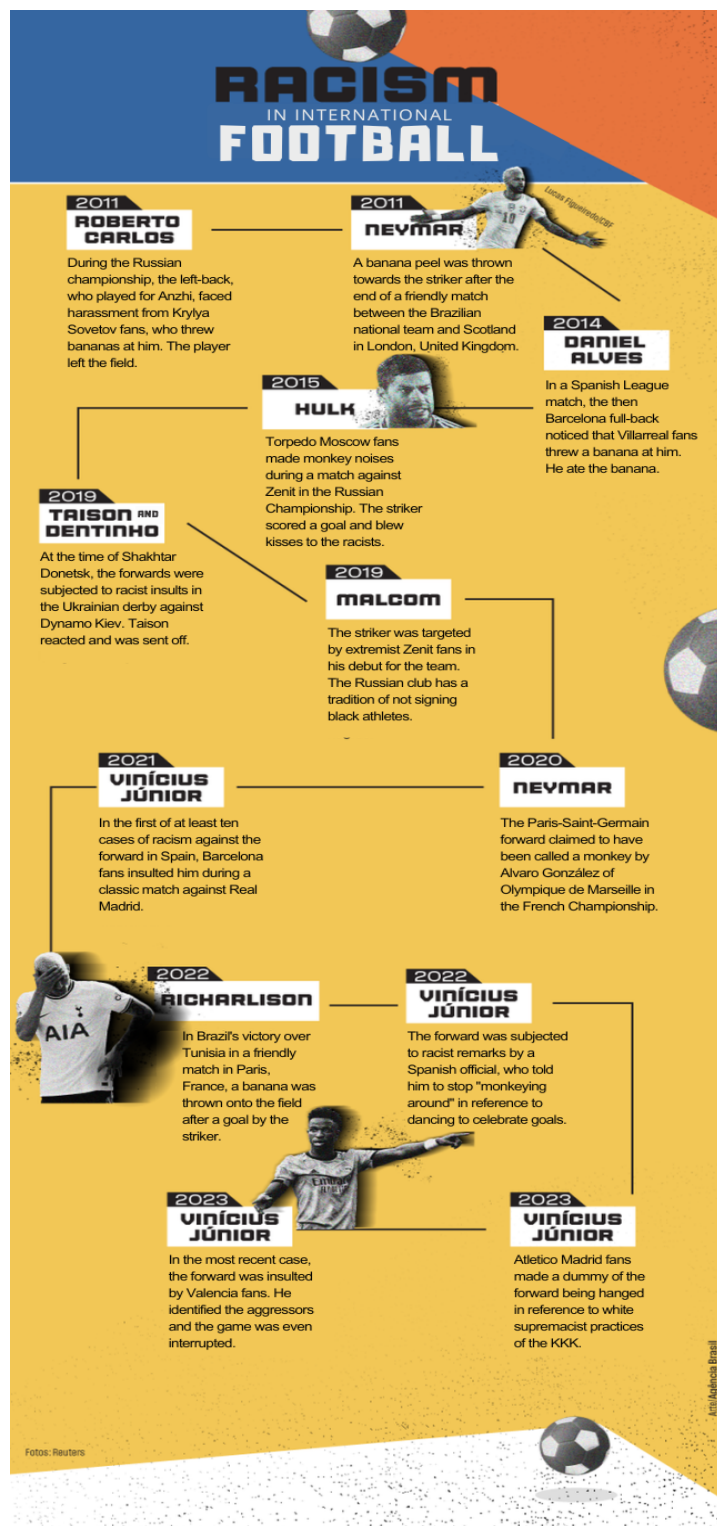 RACISM
IN INTERNATIONAL
FOOTBALL
Lucas Figueiredo/CBF
2011
ROBERTO
CARLOS
During the Russian
championship, the left-back,
who played for Anzhi, faced
harassment from Krylya
Sovetov fans, who threw
bananas at him. The player
left the field.
2011
NEYMAR
10
A banana peel was thrown
towards the striker after the
end of a friendly match
between the Brazilian
national team and Scotland
in London, United Kingdom.
2014
DANIEL
ALVES
In a Spanish League
match, the then
Barcelona full-back
noticed that Villarreal fans
threw a banana at him.
He ate the banana.
2015
HULK
Torpedo Moscow fans
made monkey noises
during a match against
Zenit in the Russian
Championship. The striker
scored a goal and blew
kisses to the racists.
2019
TAISON AND
DENTINHO
At the time of Shakhtar
Donetsk, the forwards were
subjected to racist insults in
the Ukrainian derby against
Dynamo Kiev. Taison
reacted and was sent off.
2019
MALCOM
The striker was targeted
by extremist Zenit fans in
his debut for the team.
The Russian club has a
tradition of not signing
black athletes.
2020
NEYMAR
The Paris-Saint-Germain
forward claimed to have
been called a monkey by
Alvaro González of
Olympique de Marseille in
the French Championship.
2021
VINÍCIUS
JÚNIOR
In the first of at least ten
cases of racism against the
forward in Spain, Barcelona
fans insulted him during a
classic match against Real
Madrid.
AIA
2022
RICHARLISON
In Brazil's victory over
Tunisia in a friendly
match in Paris,
France, a banana was
thrown onto the field
after a goal by the
striker.
2022
VINÍCIUS
JÚNIOR
The forward was subjected
to racist remarks by a
Spanish official, who told
him to stop "monkeying
around" in reference to
dancing to celebrate goals.
2023
VINÍCIUS
JÚNIOR
Atletico Madrid fans
made a dummy of the
forward being hanged
in reference to white
supremacist practices
of the KKK.
2023
VINÍCIUS
JÚNIOR
In the most recent case,
the forward was insulted
by Valencia fans. He
identified the aggressors
and the game was even
interrupted.
Arte/Agência Brasil
Fotos: Reuters